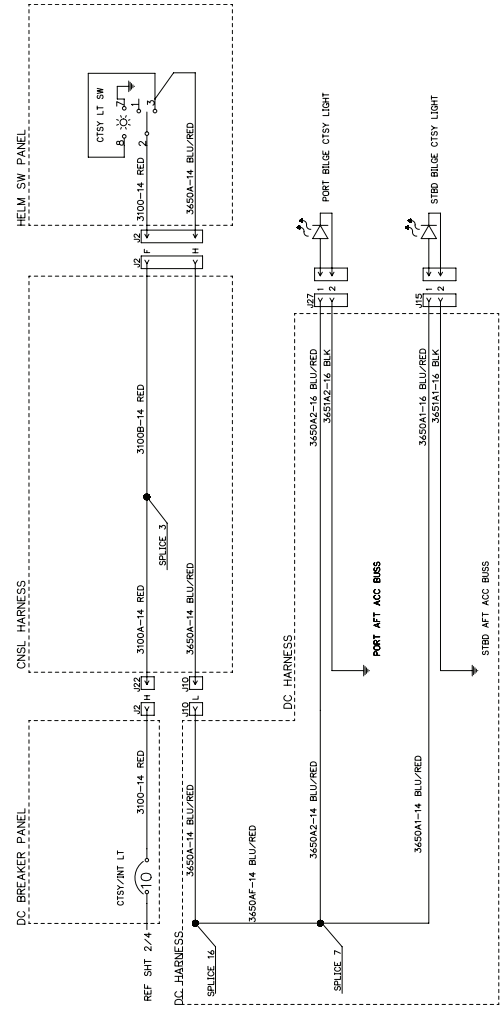 HELM SW PANEL
CTSY LT SW
8
7
1
3
2
3100-14 RED
3650A-14 BLU/RED
J2
F
H
J2
CNSL HARNESS
3100B-14 RED
SPLICE 3
3100A-14 RED
3650A-14 BLU/RED
J22
H
J2
J10
L
J10
DC BREAKER PANEL
3100-14 RED
CTSY/INT LT
10
REF SHT 2/4
DC HARNESS
3650A-14 BLU/RED
SPLICE 16
3650AF-14 BLU/RED
SPLICE 7
3650A2-14 BLU/RED
3650A1-14 BLU/RED
DC HARNESS
PORT AFT ACC BUSS
STBD AFT ACC BUSS
3650A2-16 BLU/RED
3651A2-16 BLK
3650A1-16 BLU/RED
3651A1-16 BLK
J27
1
2
J15
1
2
PORT BILGE CTSY LIGHT
STBD BILGE CTSY LIGHT